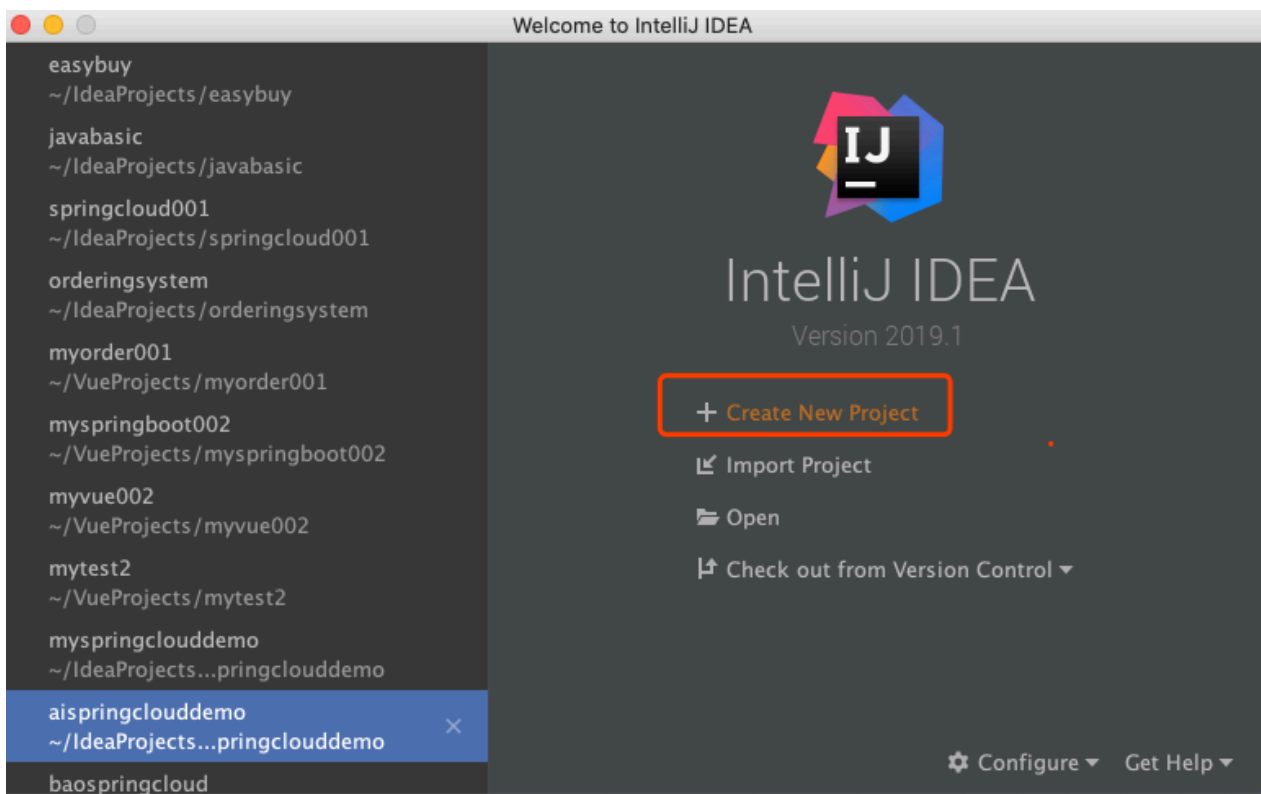 Welcome to IntelliJ IDEA
easybuy
~/IdeaProjects/easybuy
javabasic
~/IdeaProjects/javabasic
springcloud001
~/IdeaProjects/springcloud001
orderingsystem
~/IdeaProjects/orderingsystem
myorder001
~/VueProjects/myorder001
myspringboot002
~/VueProjects/myspringboot002
myvue002
~/VueProjects/myvue002
mytest2
~/VueProjects/mytest2
myspringclouddemo
~/IdeaProjects...pringclouddemo
aispringclouddemo
~/IdeaProjects...pringclouddemo
baospringcloud
IJ
IntelliJ IDEA
Version 2019.1
Create New Project
Import Project
Open
Check out from Version Control
Configure Get Help